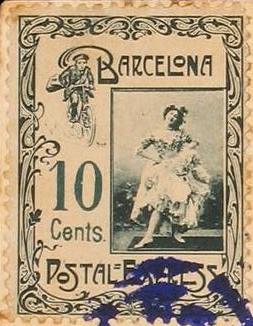 BARCELONA
10
Cents.
POSTAL=EXPRESS